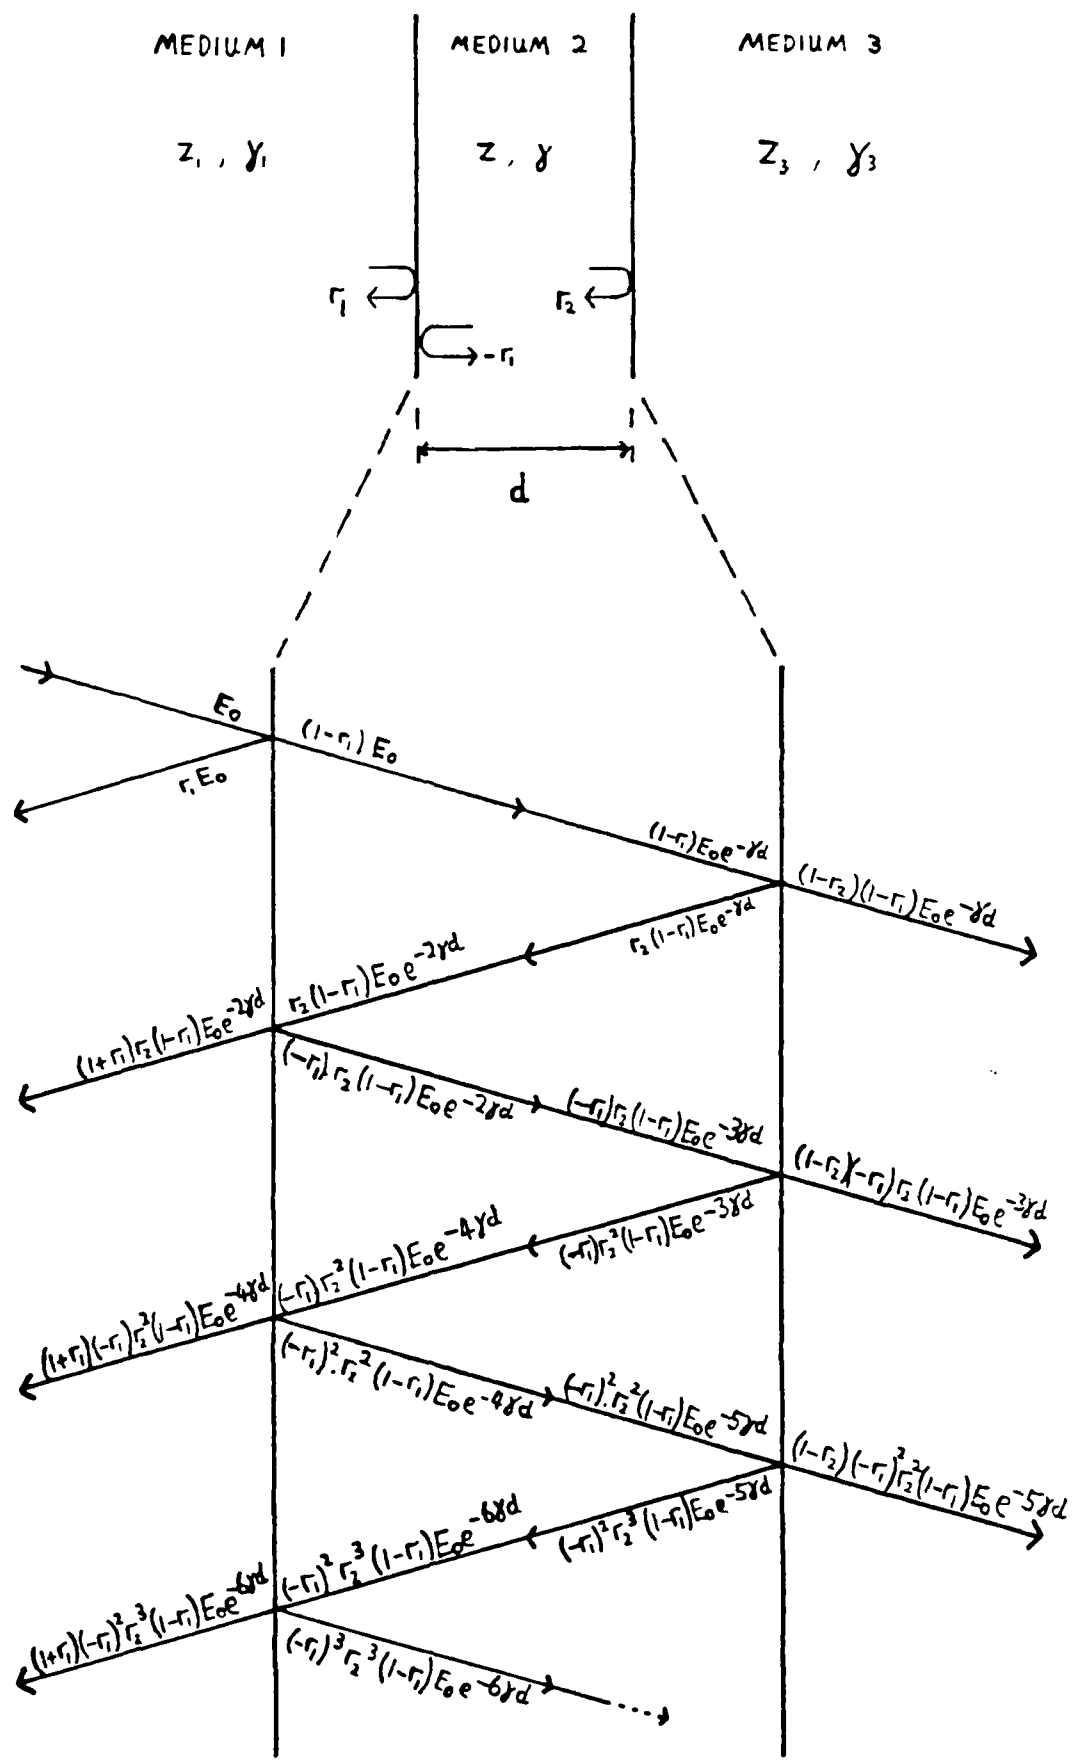 MEDIUM 1 MEDIUM 2 MEDIUM 3
Z₁ , γ₁ Z, γ Z₃ , γ₃
r₁ r₂
-r₁
d
E₀ (1-r₁) E₀
r₁E₀
(1-r₁)E₀e^-γd
(1-r₂)(1-r₁)E₀e^-γd
r₂(1-r₁)E₀e^-γd
r₂(1-r₁)E₀e^-2γd
(1+r₁)r₂(1-r₁)E₀e^-2γd
(-r₁).r₂(1-r₁)E₀e^-2γd
(-r₁)r₂(1-r₁)E₀e^-3γd
(1-r₂)(-r₁)r₂(1-r₁)E₀e^-3γd
(-r₁)r₂²(1-r₁)E₀e^-3γd
(-r₁)r₂²(1-r₁)E₀e^-4γd
(1+r₁)(-r₁)r₂²(1-r₁)E₀e^-4γd
(-r₁)².r₂²(1-r₁)E₀e^-4γd
(-r₁)².r₂²(1-r₁)E₀e^-5γd
(1-r₂)(-r₁)²r₂²(1-r₁)E₀e^-5γd
(-r₁)²r₂³(1-r₁)E₀e^-5γd
(-r₁)²r₂³(1-r₁)E₀e^-6γd
(1+r₁)(-r₁)²r₂³(1-r₁)E₀e^-6γd
(-r₁)³r₂³(1-r₁)E₀e^-6γd